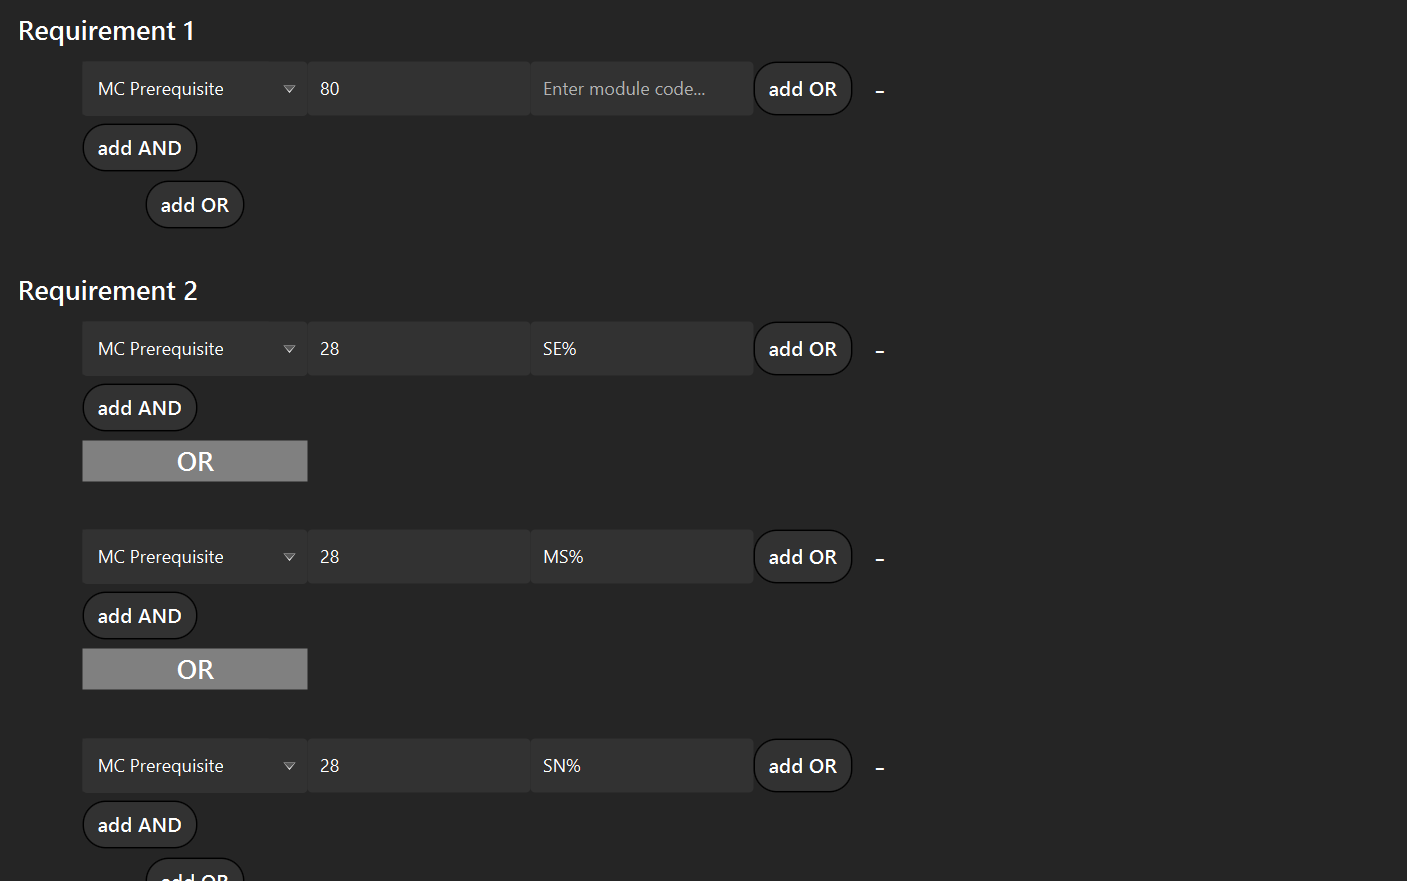 Requirement 1
MC Prerequisite 80 Enter module code... add OR -
add AND
add OR
Requirement 2
MC Prerequisite 28 SE% add OR -
add AND
OR
MC Prerequisite 28 MS% add OR -
add AND
OR
MC Prerequisite 28 SN% add OR -
add AND
add OR